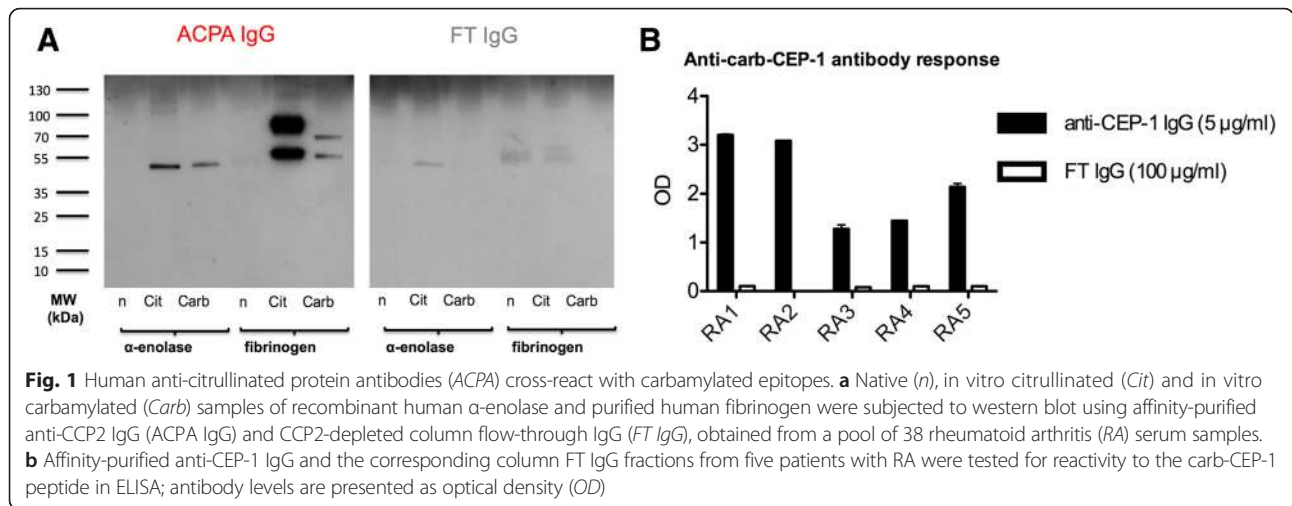 A
ACPA IgG
FT IgG
130
100
70
55
35
25
15
10
MW
(kDa)
n Cit Carb n Cit Carb
α-enolase fibrinogen
n Cit Carb n Cit Carb
α-enolase fibrinogen
B
Anti-carb-CEP-1 antibody response
4
3
2
1
0
OD
RA1 RA2 RA3 RA4 RA5
anti-CEP-1 IgG (5 µg/ml)
FT IgG (100 µg/ml)
Fig. 1 Human anti-citrullinated protein antibodies (ACPA) cross-react with carbamylated epitopes. a Native (n), in vitro citrullinated (Cit) and in vitro
carbamylated (Carb) samples of recombinant human α-enolase and purified human fibrinogen were subjected to western blot using affinity-purified
anti-CCP2 IgG (ACPA IgG) and CCP2-depleted column flow-through IgG (FT IgG), obtained from a pool of 38 rheumatoid arthritis (RA) serum samples.
b Affinity-purified anti-CEP-1 IgG and the corresponding column FT IgG fractions from five patients with RA were tested for reactivity to the carb-CEP-1
peptide in ELISA; antibody levels are presented as optical density (OD)